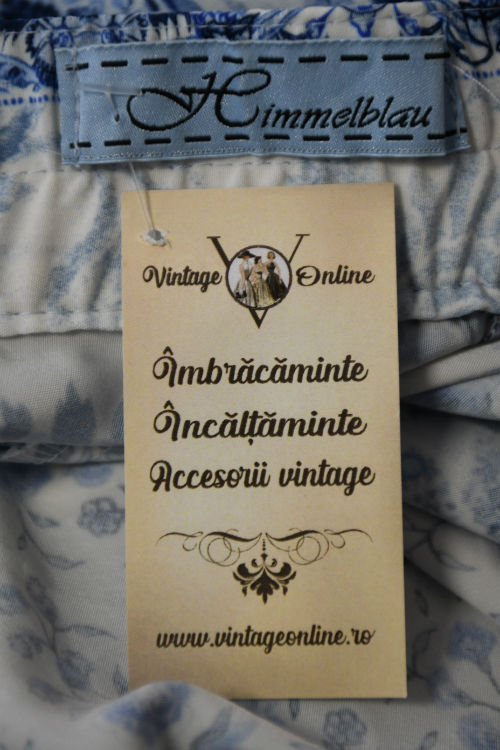 Himmelblau
Vintage V Online
Îmbrăcăminte
Încălțăminte
Accesorii vintage
www.vintageonline.ro